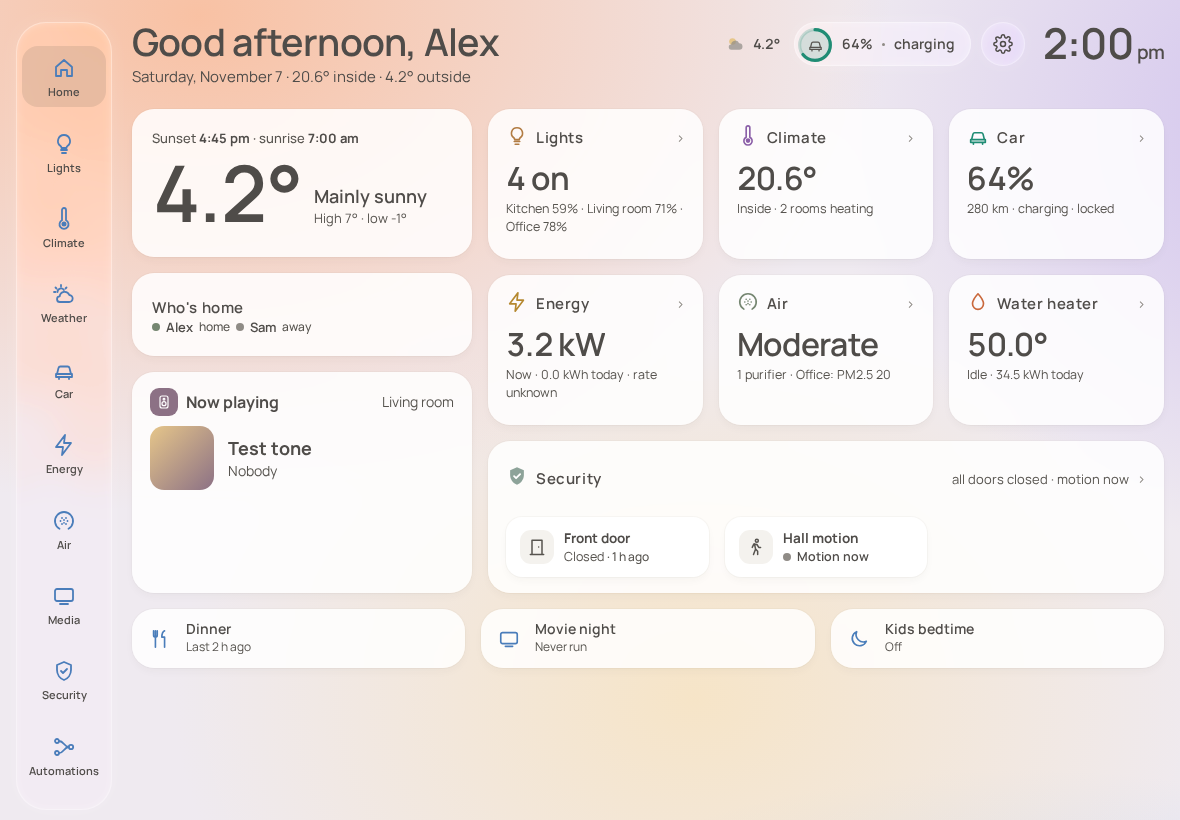 Good afternoon, Alex
Saturday, November 7 · 20.6° inside · 4.2° outside
4.2°
64% · charging
2:00 pm
Home
Lights
Climate
Weather
Car
Energy
Air
Media
Security
Automations
Sunset 4:45 pm · sunrise 7:00 am
4.2°
Mainly sunny
High 7° · low -1°
Who's home
Alex home Sam away
Now playing
Living room
Test tone
Nobody
Lights
4 on
Kitchen 59% · Living room 71% ·
Office 78%
Climate
20.6°
Inside · 2 rooms heating
Car
64%
280 km · charging · locked
Energy
3.2 kW
Now · 0.0 kWh today · rate
unknown
Air
Moderate
1 purifier · Office: PM2.5 20
Water heater
50.0°
Idle · 34.5 kWh today
Security
all doors closed · motion now
Front door
Closed · 1 h ago
Hall motion
Motion now
Dinner
Last 2 h ago
Movie night
Never run
Kids bedtime
Off